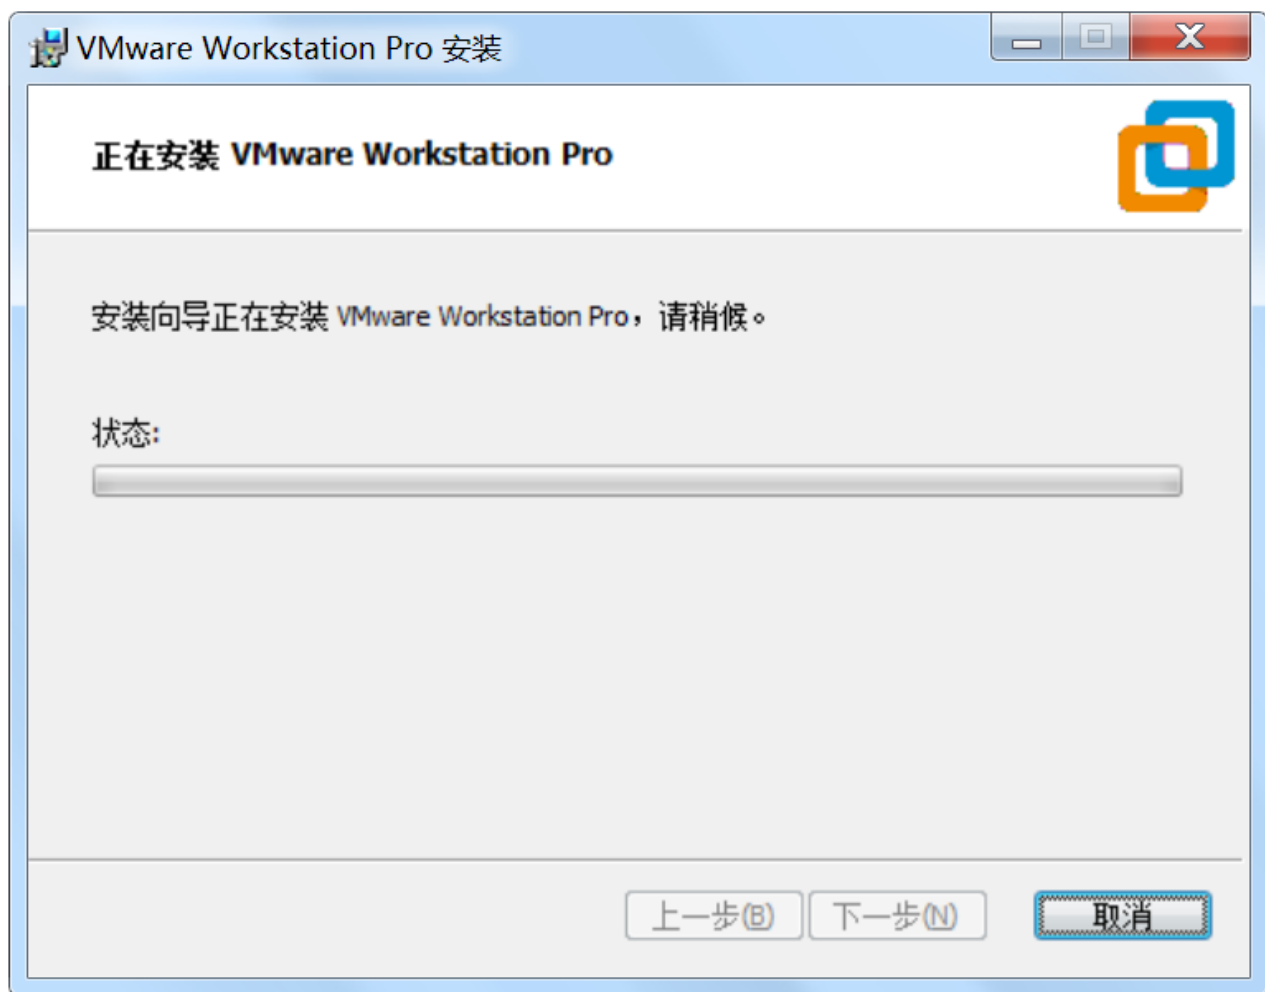 VMware Workstation Pro 安装
正在安装 VMware Workstation Pro
安装向导正在安装 VMware Workstation Pro，请稍候。
状态:
上一步(B)
下一步(N)
取消